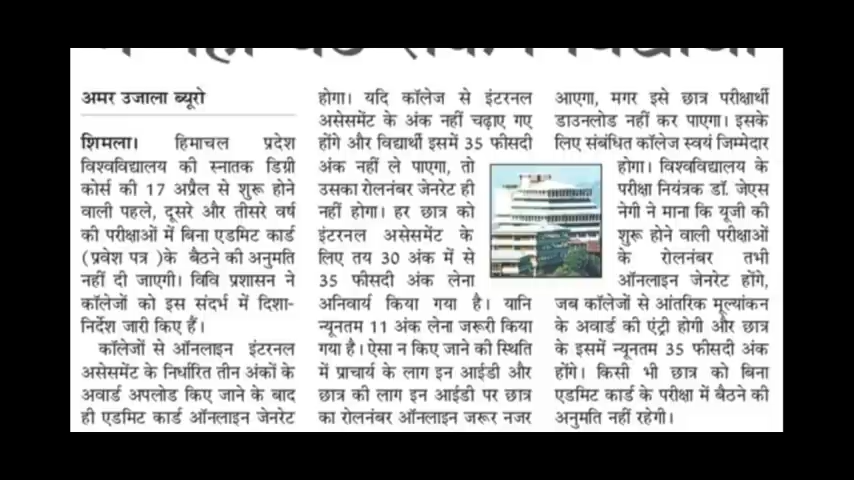 अमर उजाला ब्यूरो
शिमला। हिमाचल प्रदेश
विश्वविद्यालय की स्नातक डिग्री
कोर्स की 17 अप्रैल से शुरू होने
वाली पहले, दूसरे और तीसरे वर्ष
की परीक्षाओं में बिना एडमिट कार्ड
(प्रवेश पत्र )के बैठने की अनुमति
नहीं दी जाएगी। विवि प्रशासन ने
कॉलेजों को इस संदर्भ में दिशा-
निर्देश जारी किए हैं।
कॉलेजों से ऑनलाइन इंटरनल
असेसमेंट के निर्धारित तीन अंकों के
अवार्ड अपलोड किए जाने के बाद
ही एडमिट कार्ड ऑनलाइन जेनरेट
होगा। यदि कॉलेज से इंटरनल
असेसमेंट के अंक नहीं चढ़ाए गए
होंगे और विद्यार्थी इसमें 35 फीसदी
अंक नहीं ले पाएगा, तो
उसका रोलनंबर जेनरेट ही
नहीं होगा। हर छात्र को
इंटरनल असेसमेंट के
लिए तय 30 अंक में से
35 फीसदी अंक लेना
अनिवार्य किया गया है। यानि
न्यूनतम 11 अंक लेना जरूरी किया
गया है। ऐसा न किए जाने की स्थिति
में प्राचार्य के लाग इन आईडी और
छात्र की लाग इन आईडी पर छात्र
का रोलनंबर ऑनलाइन जरूर नजर
आएगा, मगर इसे छात्र परीक्षार्थी
डाउनलोड नहीं कर पाएगा। इसके
लिए संबंधित कॉलेज स्वयं जिम्मेदार
होगा। विश्वविद्यालय के
परीक्षा नियंत्रक डॉ. जेएस
नेगी ने माना कि यूजी की
शुरू होने वाली परीक्षाओं
के रोलनंबर तभी
ऑनलाइन जेनरेट होंगे,
जब कॉलेजों से आंतरिक मूल्यांकन
के अवार्ड की एंट्री होगी और छात्र
के इसमें न्यूनतम 35 फीसदी अंक
होंगे। किसी भी छात्र को बिना
एडमिट कार्ड के परीक्षा में बैठने की
अनुमति नहीं रहेगी।